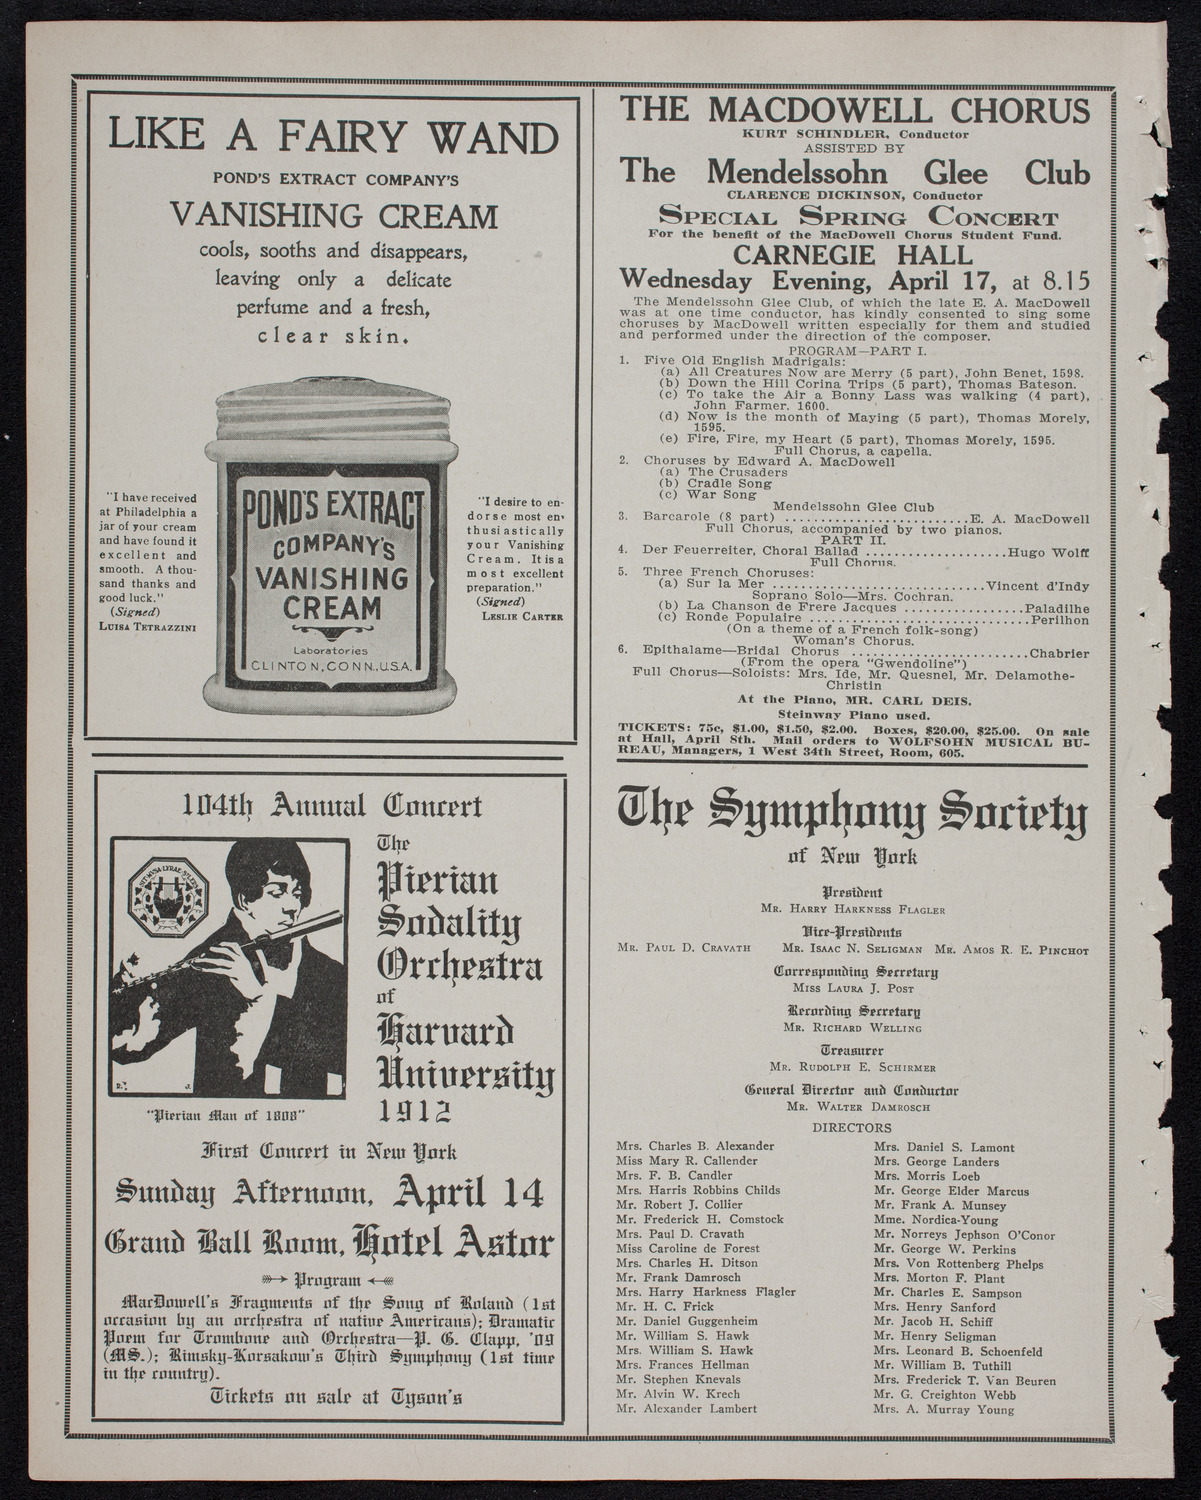 LIKE A FAIRY WAND
POND'S EXTRACT COMPANY'S
VANISHING CREAM
cools, sooths and disappears,
leaving only a delicate
perfume and a fresh,
clear skin.
"I have received
at Philadelphia a
jar of your cream
and have found it
excellent and
smooth. A thou-
sand thanks and
good luck."
(Signed)
LUISA TETRAZZINI
POND'S EXTRACT
COMPANY'S
VANISHING
CREAM
Laboratories
CLINTON, CONN., U.S.A.
"I desire to en-
dorse most en-
thusiastically
your Vanishing
Cream. It is a
most excellent
preparation."
(Signed)
LESLIE CARTER
104th Annual Concert
The
Pierian
Sodality
Orchestra
of
Harvard
University
1912
"Pierian Man of 1808"
First Concert in New York
Sunday Afternoon, April 14
Grand Ball Room, Hotel Astor
Program
MacDowell's Fragments of the Song of Roland (1st
occasion by an orchestra of native Americans); Dramatic
Poem for Trombone and Orchestra—P. G. Clapp, '09
(MS.); Rimsky-Korsakow's Third Symphony (1st time
in the country).
Tickets on sale at Tyson's
THE MACDOWELL CHORUS
KURT SCHINDLER, Conductor
ASSISTED BY
The Mendelssohn Glee Club
CLARENCE DICKINSON, Conductor
SPECIAL SPRING CONCERT
For the benefit of the MacDowell Chorus Student Fund.
CARNEGIE HALL
Wednesday Evening, April 17, at 8.15
The Mendelssohn Glee Club, of which the late E. A. MacDowell
was at one time conductor, has kindly consented to sing some
choruses by MacDowell written especially for them and studied
and performed under the direction of the composer.
PROGRAM—PART I.
1. Five Old English Madrigals:
(a) All Creatures Now are Merry (5 part), John Benet, 1598.
(b) Down the Hill Corina Trips (5 part), Thomas Bateson.
(c) To take the Air a Bonny Lass was walking (4 part),
John Farmer, 1600.
(d) Now is the month of Maying (5 part), Thomas Morely,
1595.
(e) Fire, Fire, my Heart (5 part), Thomas Morely, 1595.
Full Chorus, a capella.
2. Choruses by Edward A. MacDowell
(a) The Crusaders
(b) Cradle Song
(c) War Song
Mendelssohn Glee Club
3. Barcarole (8 part) ........................E. A. MacDowell
Full Chorus, accompanied by two pianos.
PART II.
4. Der Feuerreiter, Choral Ballad ..................Hugo Wolff
Full Chorus.
5. Three French Choruses:
(a) Sur la Mer .......................................Vincent d'Indy
Soprano Solo—Mrs. Cochran.
(b) La Chanson de Frere Jacques ................Paladilhe
(c) Ronde Populaire .............................Perilhon
(On a theme of a French folk-song)
Woman's Chorus.
6. Epithalame—Bridal Chorus .......................Chabrier
(From the opera "Gwendoline")
Full Chorus—Soloists: Mrs. Ide, Mr. Quesnel, Mr. Delamothe-
Christin
At the Piano, MR. CARL DEIS.
Steinway Piano used.
TICKETS: 75c, $1.00, $1.50, $2.00. Boxes, $20.00, $25.00. On sale
at Hall, April 8th. Mail orders to WOLFSOHN MUSICAL BU-
REAU, Managers, 1 West 34th Street, Room, 605.
The Symphony Society
of New York
President
MR. HARRY HARKNESS FLAGLER
Vice-Presidents
MR. PAUL D. CRAVATH MR. ISAAC N. SELIGMAN MR. AMOS R. E. PINCHOT
Corresponding Secretary
MISS LAURA J. POST
Recording Secretary
MR. RICHARD WELLING
Treasurer
MR. RUDOLPH E. SCHIRMER
General Director and Conductor
MR. WALTER DAMROSCH
DIRECTORS
Mrs. Charles B. Alexander
Miss Mary R. Callender
Mrs. F. B. Candler
Mrs. Harris Robbins Childs
Mr. Robert J. Collier
Mr. Frederick H. Comstock
Mrs. Paul D. Cravath
Miss Caroline de Forest
Mrs. Charles H. Ditson
Mr. Frank Damrosch
Mrs. Harry Harkness Flagler
Mr. H. C. Frick
Mr. Daniel Guggenheim
Mr. William S. Hawk
Mrs. William S. Hawk
Mrs. Frances Hellman
Mr. Stephen Knevals
Mr. Alvin W. Krech
Mr. Alexander Lambert
Mrs. Daniel S. Lamont
Mrs. George Landers
Mrs. Morris Loeb
Mr. George Elder Marcus
Mr. Frank A. Munsey
Mme. Nordica-Young
Mr. Norreys Jephson O'Conor
Mr. George W. Perkins
Mrs. Von Rottenberg Phelps
Mrs. Morton F. Plant
Mr. Charles E. Sampson
Mrs. Henry Sanford
Mr. Jacob H. Schiff
Mr. Henry Seligman
Mrs. Leonard B. Schoenfeld
Mr. William B. Tuthill
Mrs. Frederick T. Van Beuren
Mr. G. Creighton Webb
Mrs. A. Murray Young